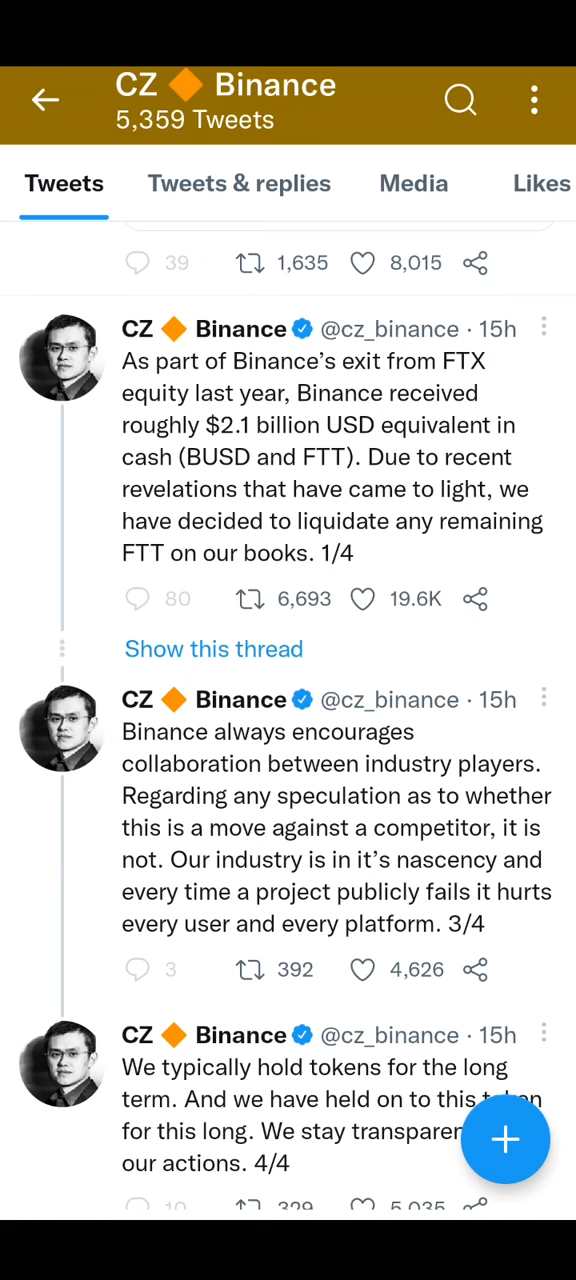 CZ 🔶 Binance
5,359 Tweets
Tweets
Tweets & replies
Media
Likes
39
1,635
8,015
CZ 🔶 Binance @cz_binance · 15h
As part of Binance’s exit from FTX
equity last year, Binance received
roughly $2.1 billion USD equivalent in
cash (BUSD and FTT). Due to recent
revelations that have came to light, we
have decided to liquidate any remaining
FTT on our books. 1/4
80
6,693
19.6K
Show this thread
CZ 🔶 Binance @cz_binance · 15h
Binance always encourages
collaboration between industry players.
Regarding any speculation as to whether
this is a move against a competitor, it is
not. Our industry is in it’s nascency and
every time a project publicly fails it hurts
every user and every platform. 3/4
3
392
4,626
CZ 🔶 Binance @cz_binance · 15h
We typically hold tokens for the long
term. And we have held on to this token
for this long. We stay transparen
our actions. 4/4
10
329
5,035